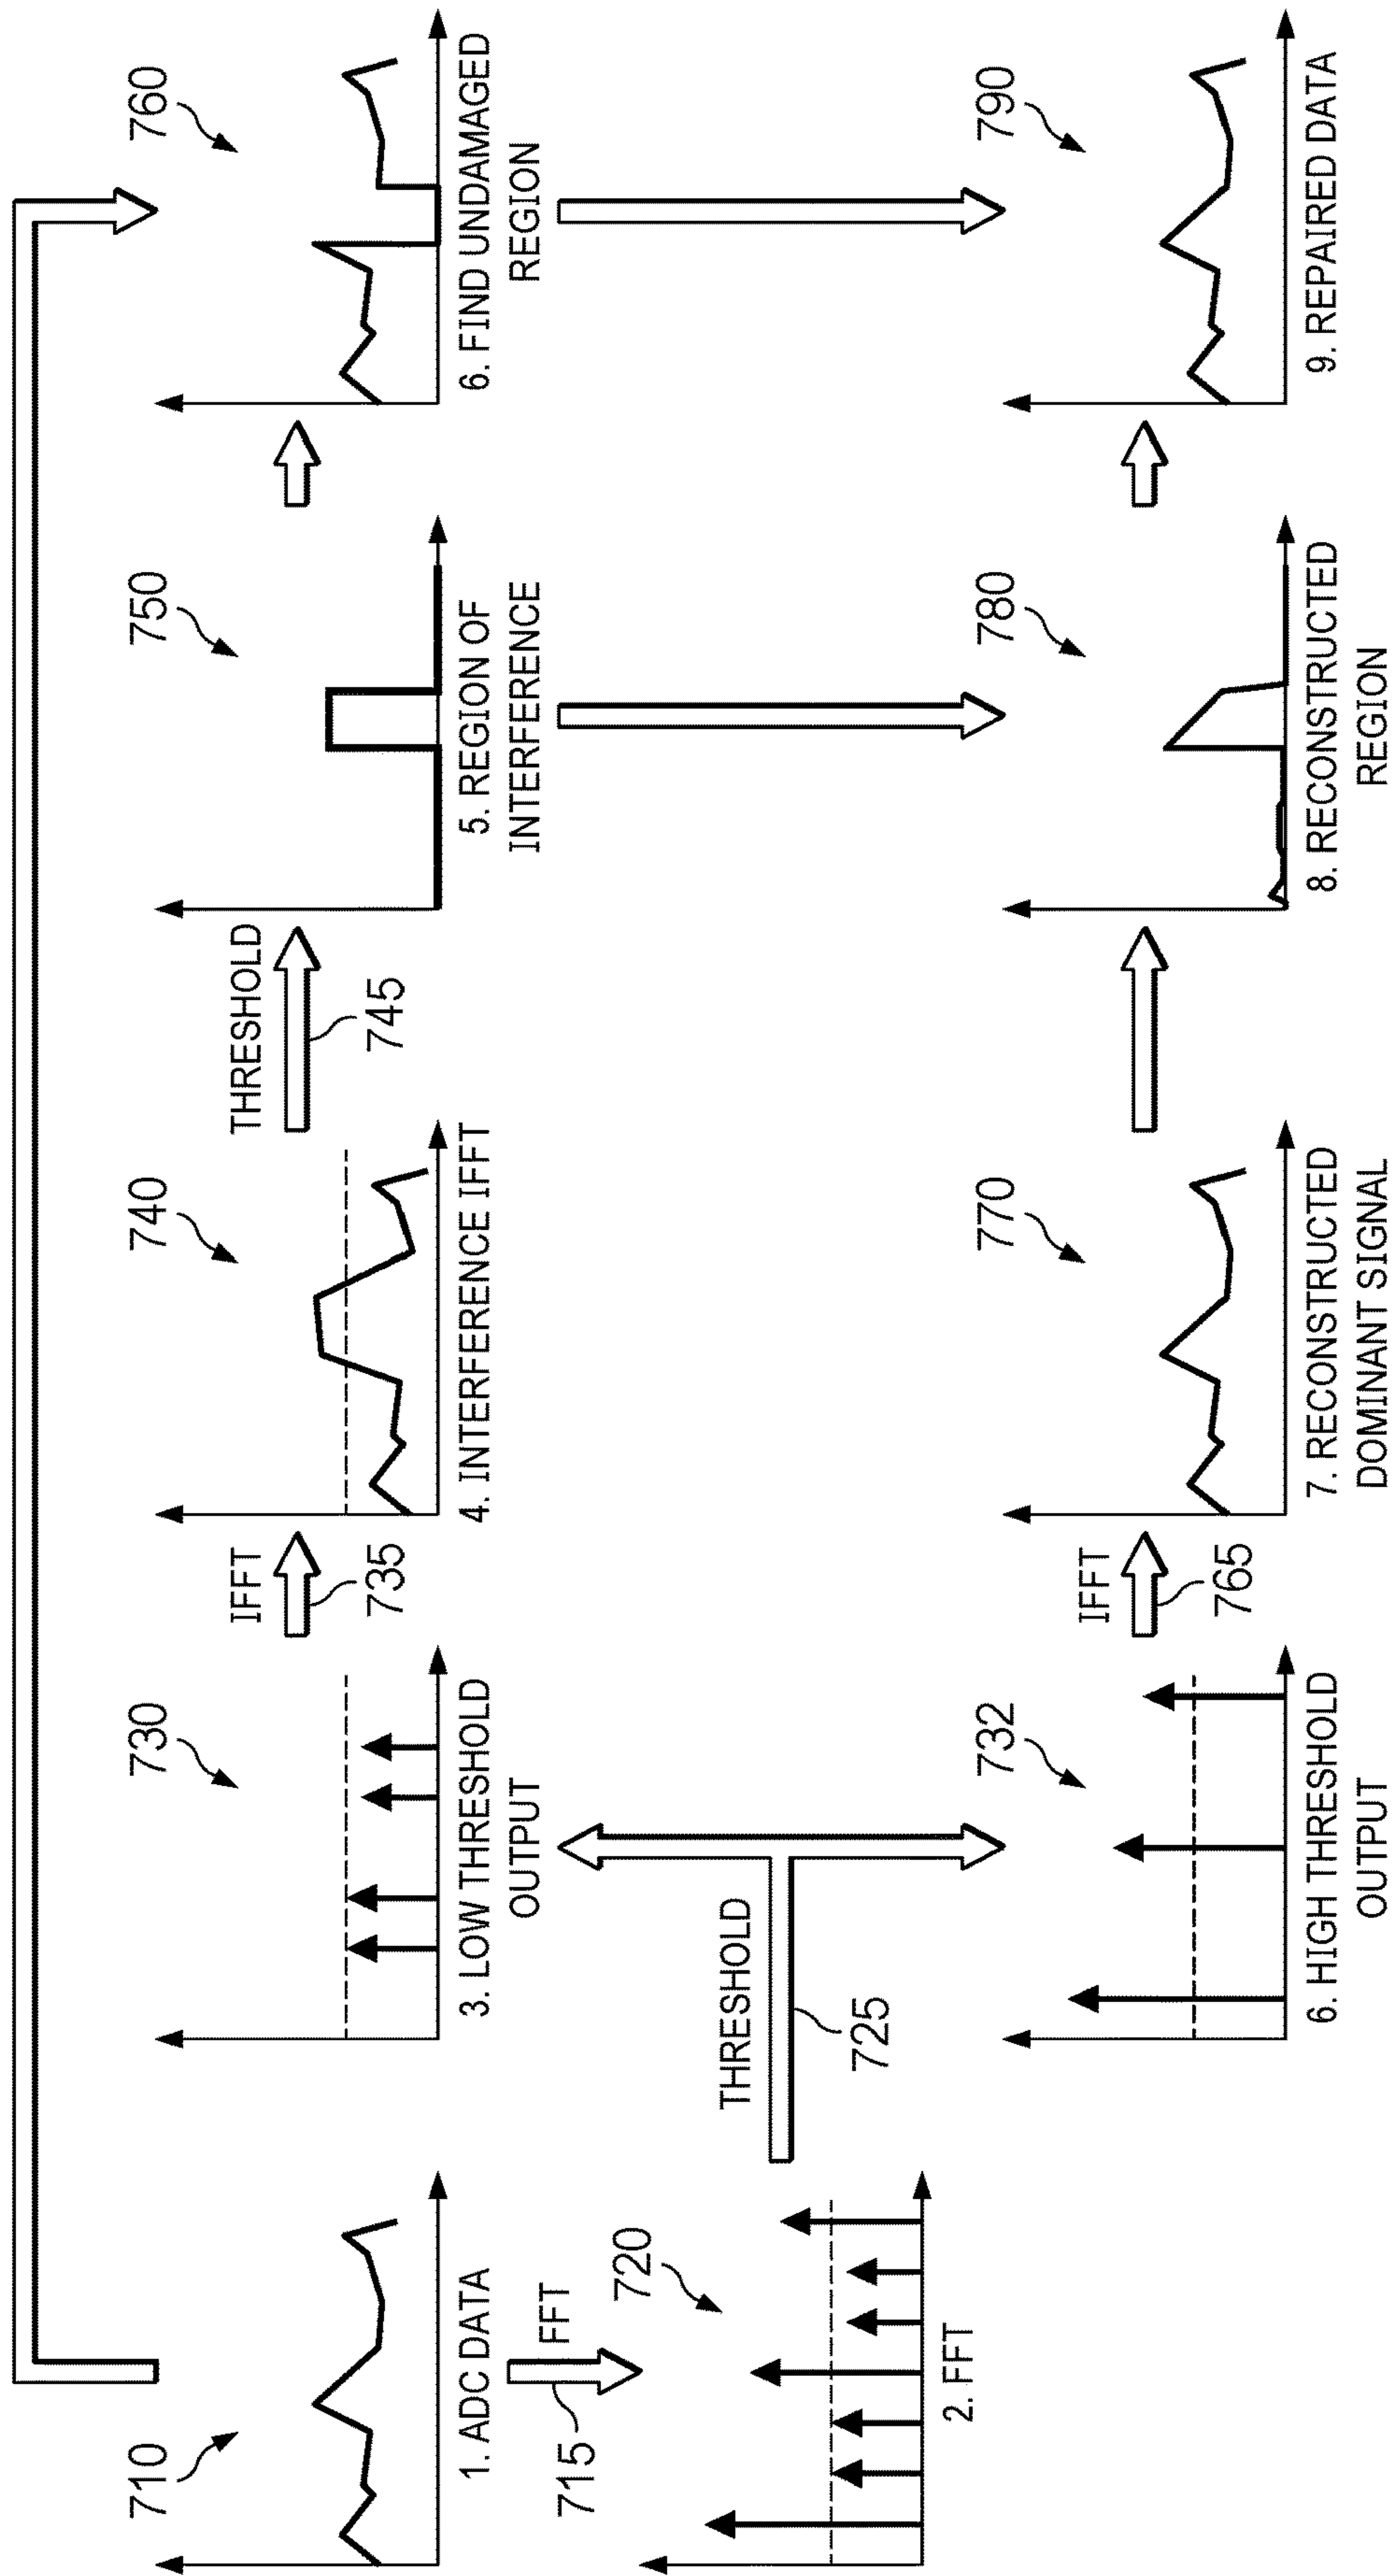 710
1. ADC DATA
FFT
715
720
2. FFT
THRESHOLD
725
730
3. LOW THRESHOLD
OUTPUT
IFFT
735
740
4. INTERFERENCE IFFT
THRESHOLD
745
750
5. REGION OF
INTERFERENCE
760
6. FIND UNDAMAGED
REGION
732
6. HIGH THRESHOLD
OUTPUT
IFFT
765
770
7. RECONSTRUCTED
DOMINANT SIGNAL
780
8. RECONSTRUCTED
REGION
790
9. REPAIRED DATA